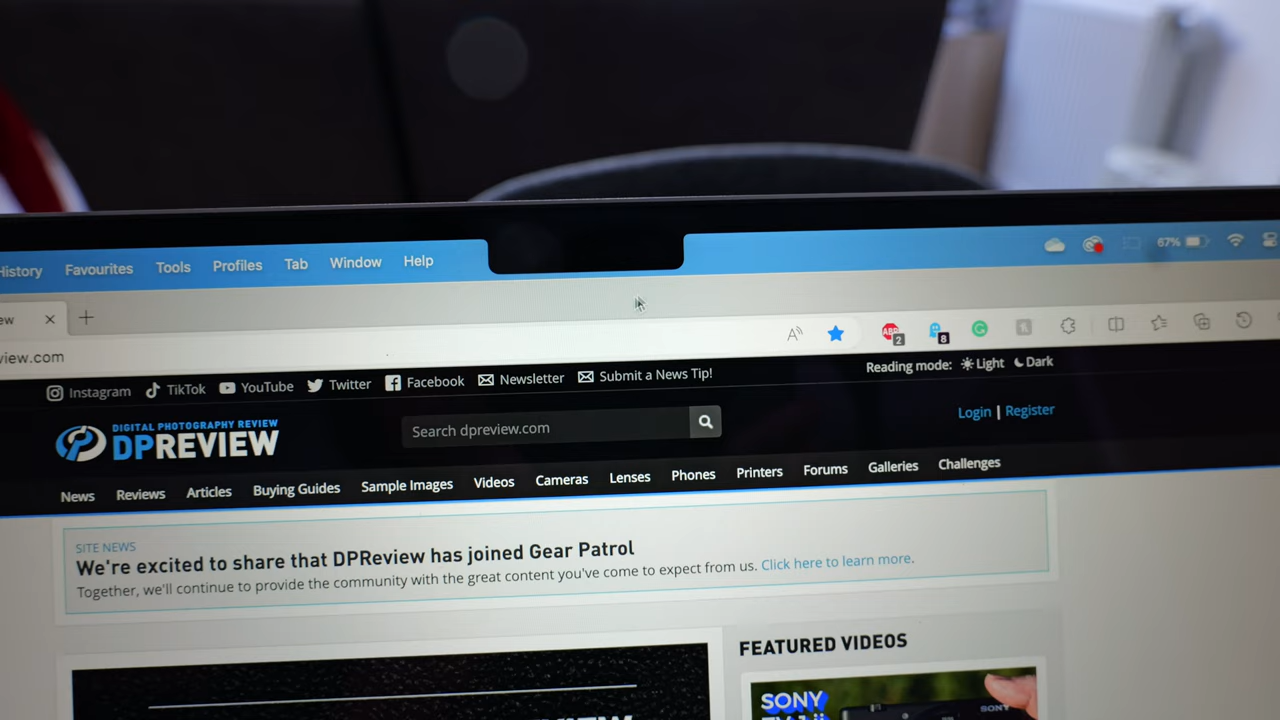 History Favourites Tools Profiles Tab Window Help 67%
view.com
Instagram TikTok YouTube Twitter Facebook Newsletter Submit a News Tip! Reading mode: Light Dark
Login | Register
DIGITAL PHOTOGRAPHY REVIEW
DPREVIEW
Search dpreview.com
News Reviews Articles Buying Guides Sample Images Videos Cameras Lenses Phones Printers Forums Galleries Challenges
SITE NEWS
We're excited to share that DPReview has joined Gear Patrol
Together, we'll continue to provide the community with the great content you've come to expect from us. Click here to learn more.
FEATURED VIDEOS
SONY
SONY